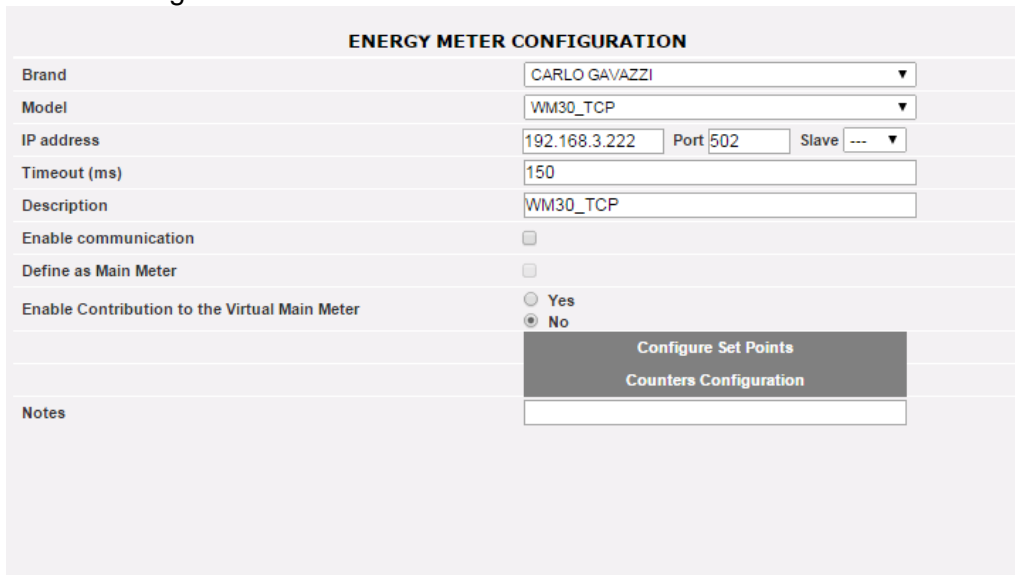 ENERGY METER CONFIGURATION
Brand CARLO GAVAZZI
Model WM30_TCP
IP address 192.168.3.222 Port 502 Slave ---
Timeout (ms) 150
Description WM30_TCP
Enable communication
Define as Main Meter
Enable Contribution to the Virtual Main Meter Yes
No
Configure Set Points
Counters Configuration
Notes